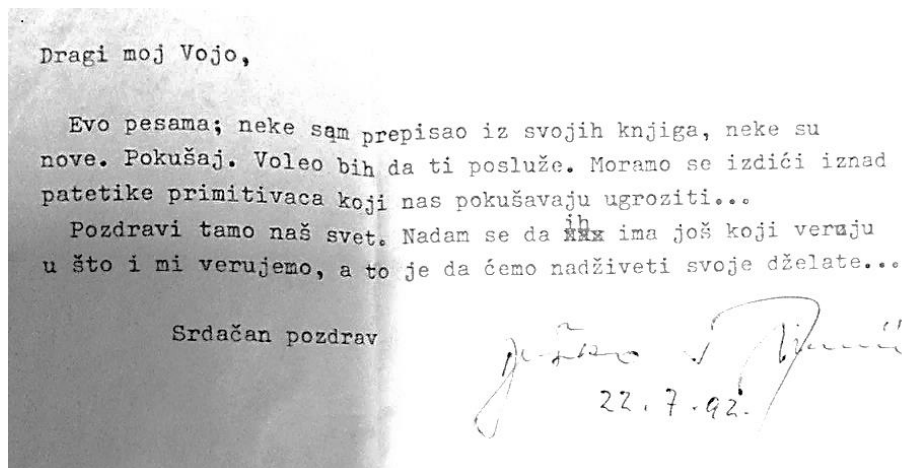 Dragi moj Vojo,
Evo pesama; neke sam prepisao iz svojih knjiga, neke su
nove. Pokušaj. Voleo bih da ti posluže. Moramo se izdići iznad
patetike primitivaca koji nas pokušavaju ugroziti...
Pozdravi tamo naš svet. Nadam se da ih ima još koji veruju
u što i mi verujemo, a to je da ćemo nadživeti svoje dželate...
Srdačan pozdrav
22.7.92.